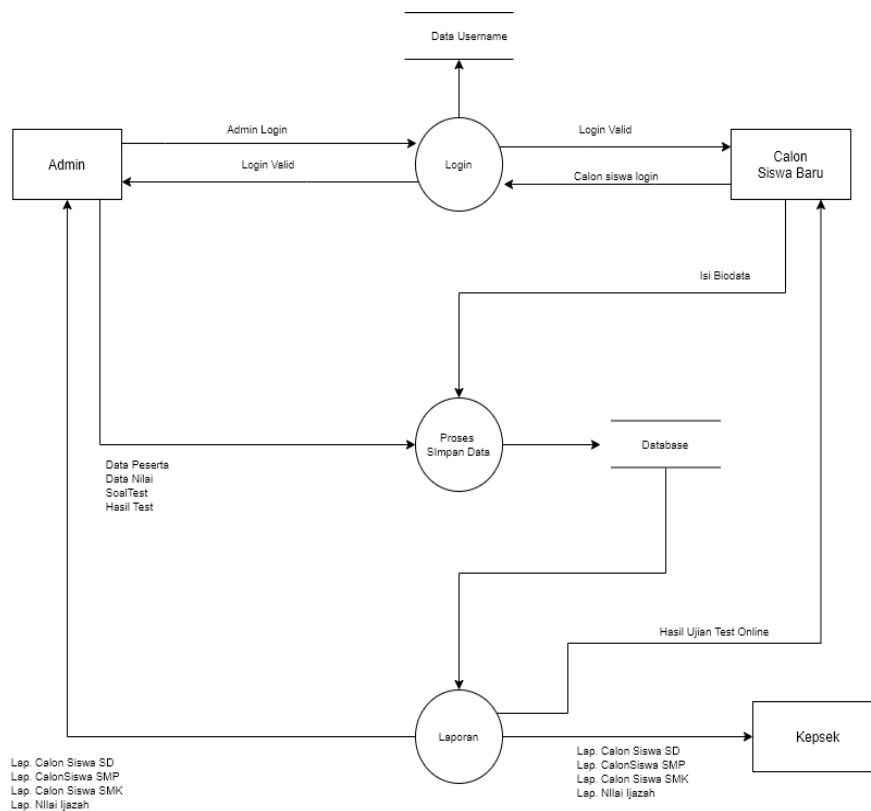 Data Username
Admin Login
Login Valid
Admin
Login Valid
Login
Calon siswa login
Calon
Siswa Baru
Isi Biodata
Proses
SImpan Data
Database
Data Peserta
Data Nilai
SoalTest
Hasil Test
Hasil Ujian Test Online
Laporan
Kepsek
Lap. Calon Siswa SD
Lap. CalonSiswa SMP
Lap. Calon Siswa SMK
Lap. NIlai Ijazah
Lap. Calon Siswa SD
Lap. CalonSiswa SMP
Lap. Calon Siswa SMK
Lap. NIlai Ijazah